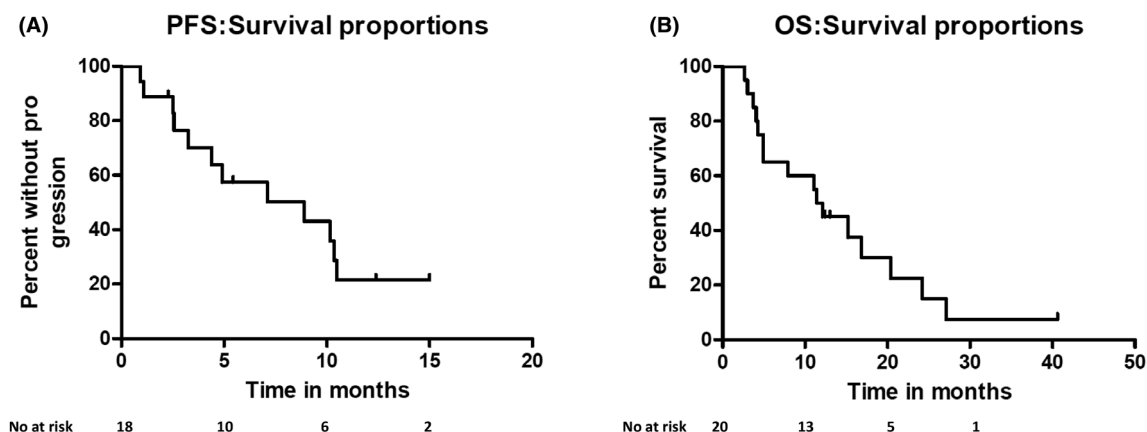 (A) PFS:Survival proportions
100
80
60
40
20
0
Percent without pro
gression
0 5 10 15 20
Time in months
No at risk 18 10 6 2
(B) OS:Survival proportions
100
80
60
40
20
0
Percent survival
0 10 20 30 40 50
Time in months
No at risk 20 13 5 1